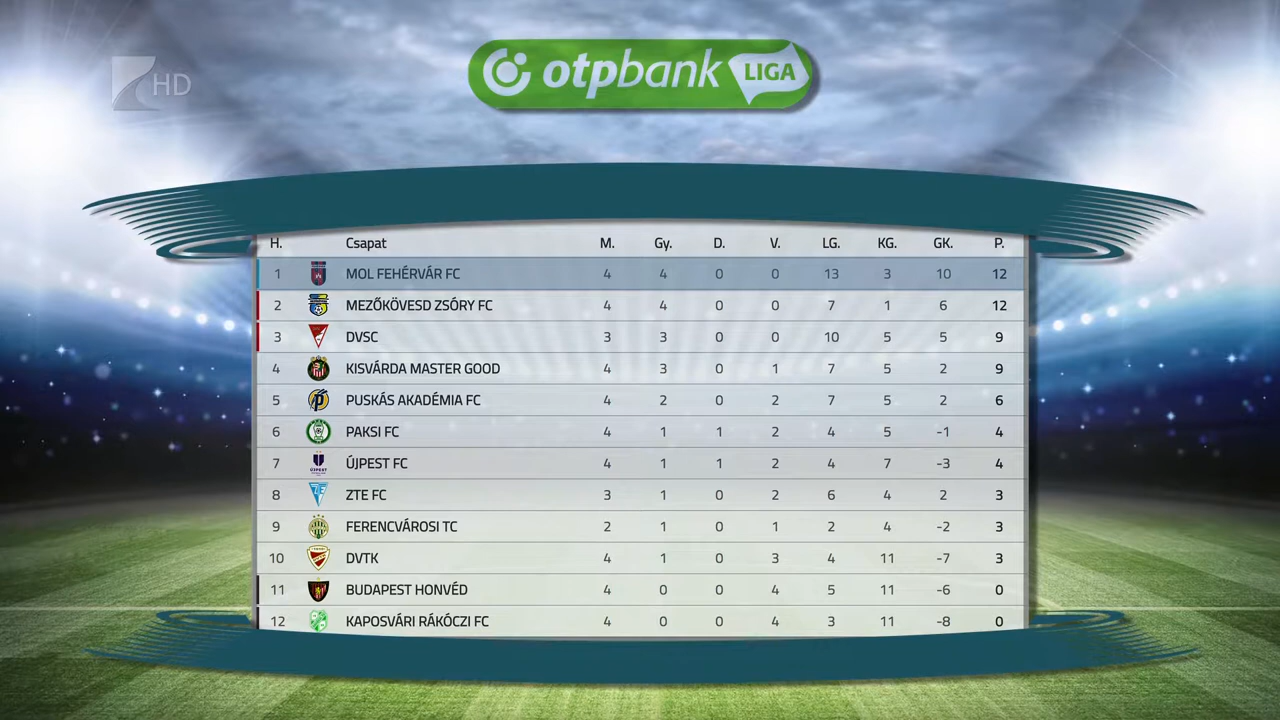 HD
otpbank LIGA
H. Csapat M. Gy. D. V. LG. KG. GK. P.
1 MOL FEHÉRVÁR FC 4 4 0 0 13 3 10 12
2 MEZŐKÖVESD ZSÓRY FC 4 4 0 0 7 1 6 12
3 DVSC 3 3 0 0 10 5 5 9
4 KISVÁRDA MASTER GOOD 4 3 0 1 7 5 2 9
5 PUSKÁS AKADÉMIA FC 4 2 0 2 7 5 2 6
6 PAKSI FC 4 1 1 2 4 5 -1 4
7 ÚJPEST FC 4 1 1 2 4 7 -3 4
8 ZTE FC 3 1 0 2 6 4 2 3
9 FERENCVÁROSI TC 2 1 0 1 2 4 -2 3
10 DVTK 4 1 0 3 4 11 -7 3
11 BUDAPEST HONVÉD 4 0 0 4 5 11 -6 0
12 KAPOSVÁRI RÁKÓCZI FC 4 0 0 4 3 11 -8 0